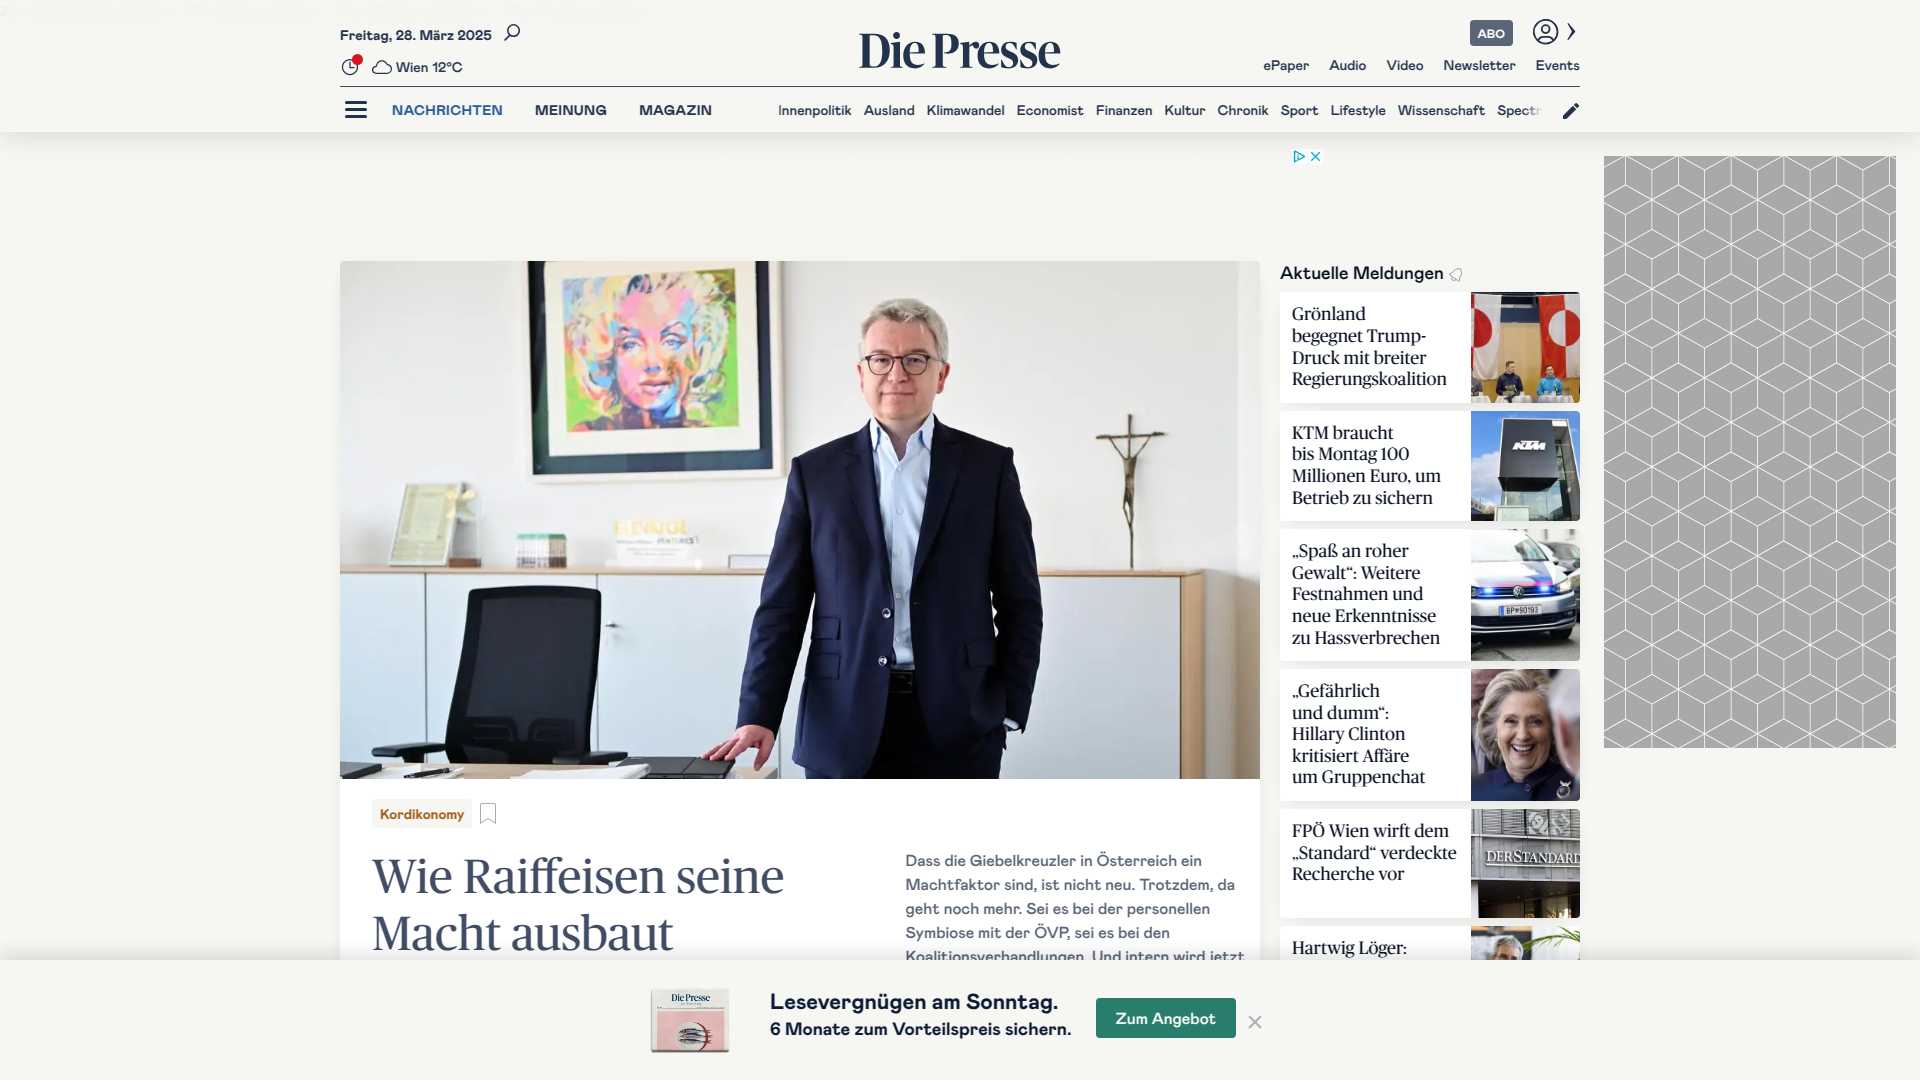 Freitag, 28. März 2025
Wien 12°C
Die Presse
ABO
ePaper Audio Video Newsletter Events
NACHRICHTEN MEINUNG MAGAZIN
Innenpolitik Ausland Klimawandel Economist Finanzen Kultur Chronik Sport Lifestyle Wissenschaft Spectr
Aktuelle Meldungen
Grönland
begegnet Trump-
Druck mit breiter
Regierungskoalition
KTM braucht
bis Montag 100
Millionen Euro, um
Betrieb zu sichern
KTM
„Spaß an roher
Gewalt“: Weitere
Festnahmen und
neue Erkenntnisse
zu Hassverbrechen
BP 90193
„Gefährlich
und dumm“:
Hillary Clinton
kritisiert Affäre
um Gruppenchat
FPÖ Wien wirft dem
„Standard“ verdeckte
Recherche vor
DERSTANDARD
Hartwig Löger:
Kordikonomy
Wie Raiffeisen seine
Macht ausbaut
Dass die Giebelkreuzler in Österreich ein
Machtfaktor sind, ist nicht neu. Trotzdem, da
geht noch mehr. Sei es bei der personellen
Symbiose mit der ÖVP, sei es bei den
Koalitionsverhandlungen. Und intern wird jetzt
Die Presse
Lesevergnügen am Sonntag.
6 Monate zum Vorteilspreis sichern.
Zum Angebot